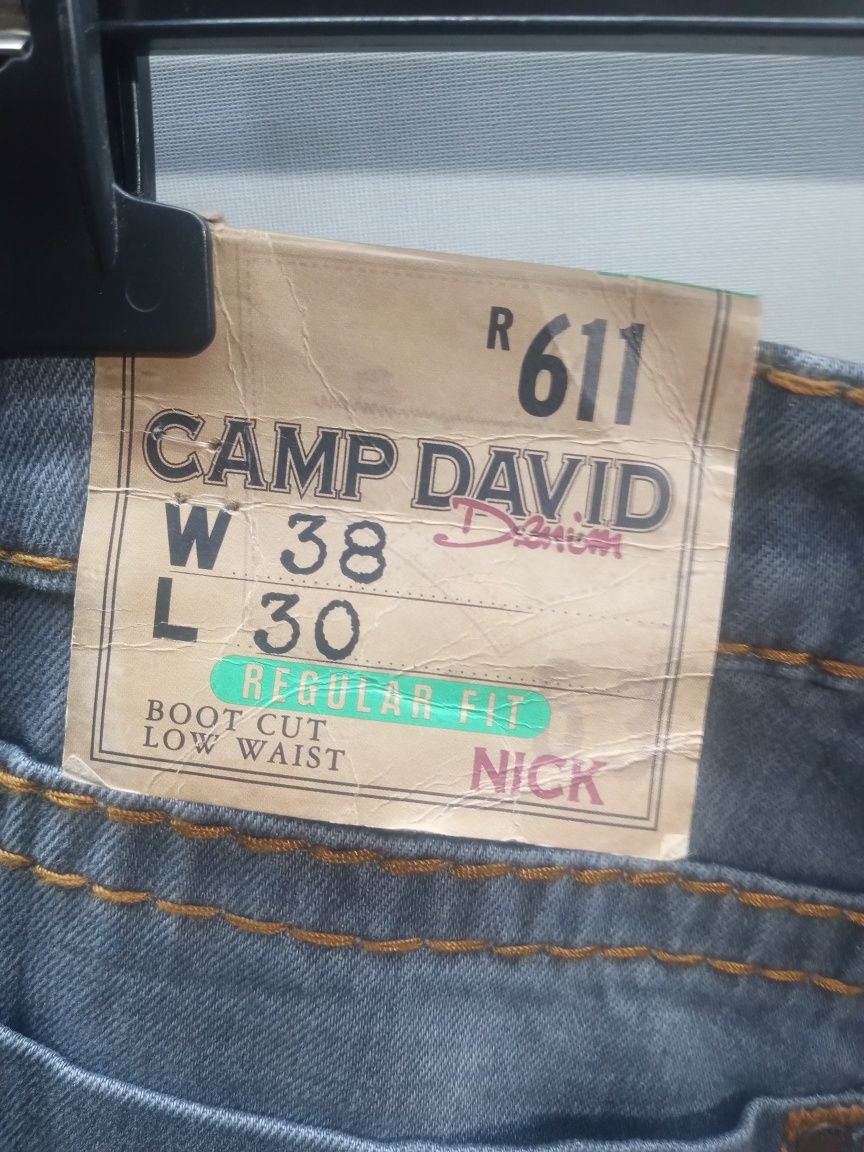 R 611
CAMP DAVID
Denim
W 38
L 30
REGULAR FIT
BOOT CUT
LOW WAIST
NICK